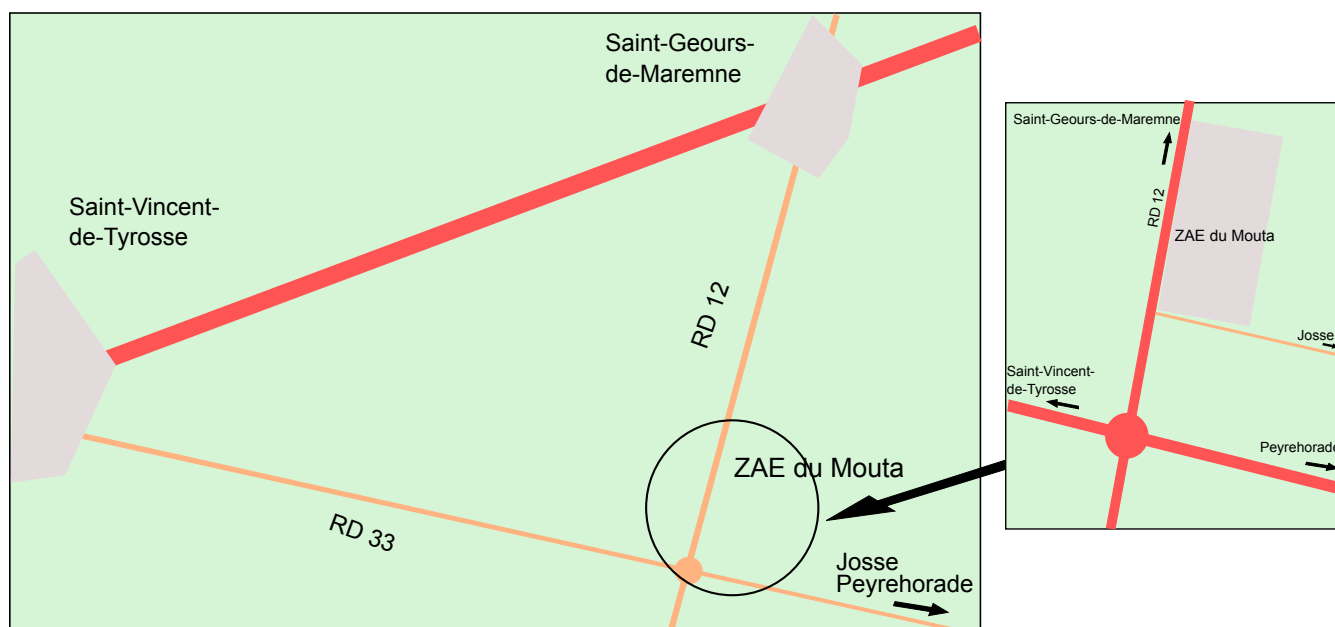 Saint-Geours-
de-Maremne
Saint-Vincent-
de-Tyrosse
RD 12
ZAE du Mouta
RD 33
Josse
Peyrehorade
Saint-Geours-de-Maremne
RD 12
ZAE du Mouta
Josse
Saint-Vincent-
de-Tyrosse
Peyrehorade